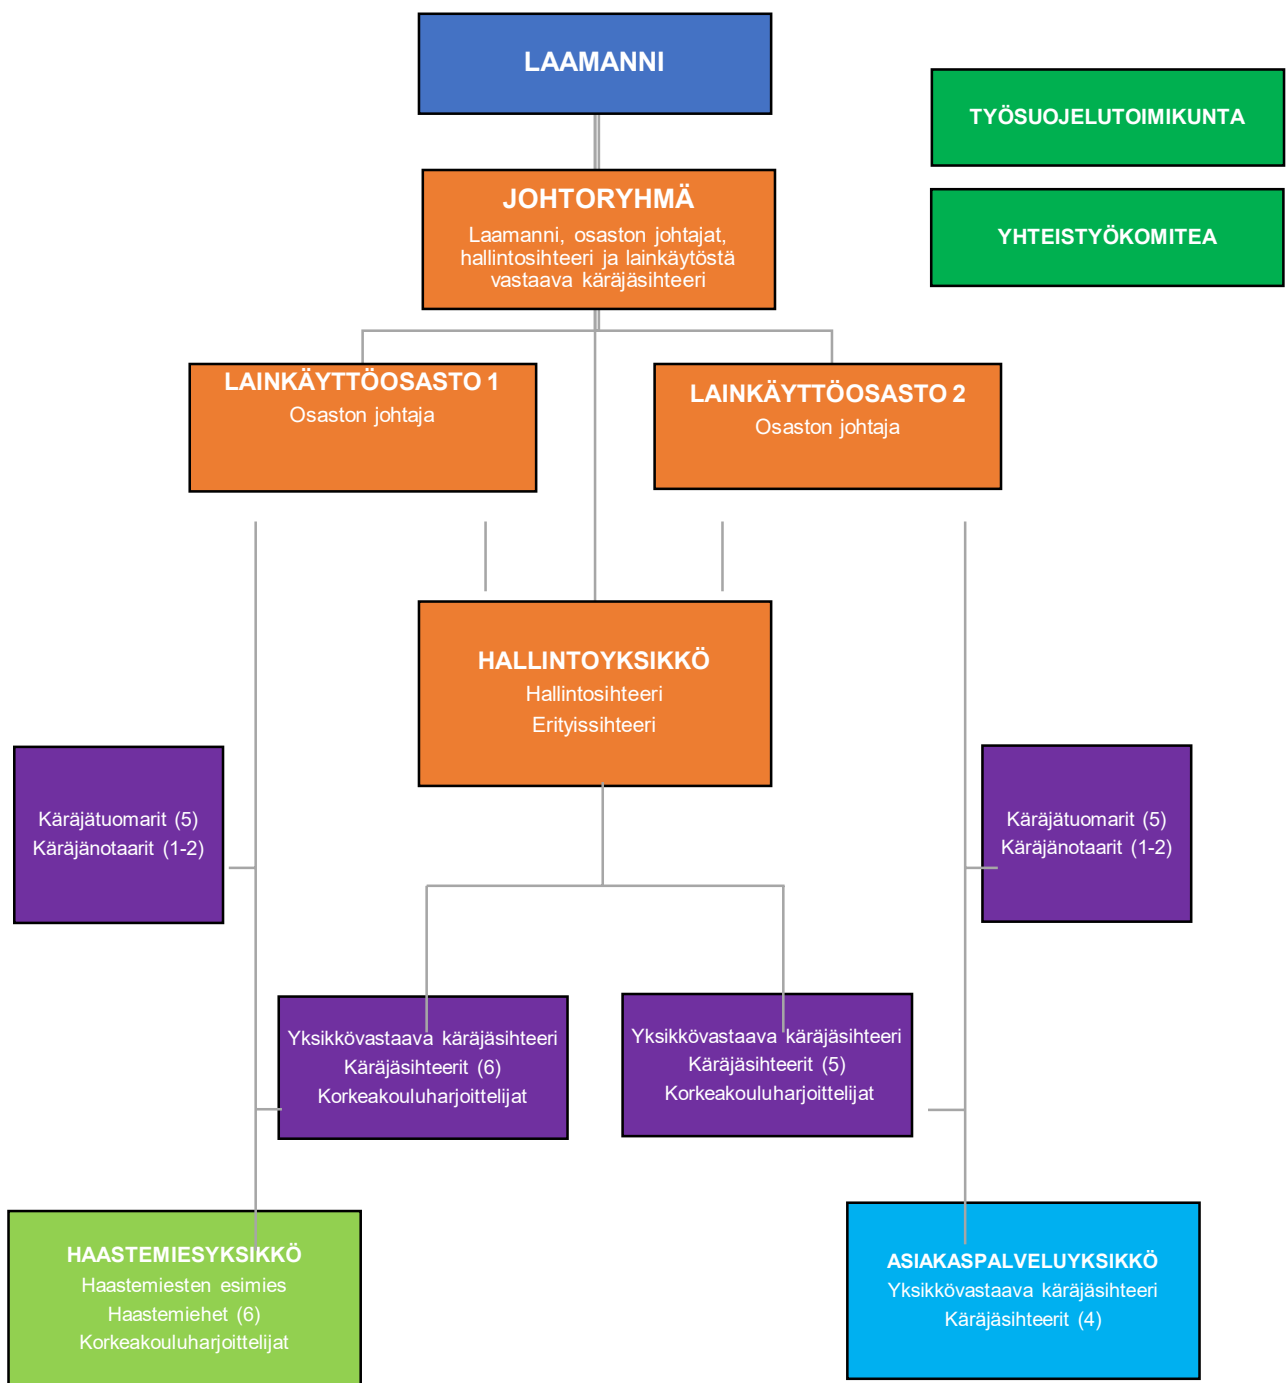 LAAMANNI
TYÖSUOJELUTOIMIKUNTA
JOHTORYHMÄ
Laamanni, osaston johtajat,
hallintosihteeri ja lainkäytöstä
vastaava käräjäsihteeri
YHTEISTYÖKOMITEA
LAINKÄYTTÖOSASTO 1
Osaston johtaja
LAINKÄYTTÖOSASTO 2
Osaston johtaja
HALLINTOYKSIKKÖ
Hallintosihteeri
Erityissihteeri
Käräjätuomarit (5)
Käräjänotaarit (1-2)
Käräjätuomarit (5)
Käräjänotaarit (1-2)
Yksikkövastaava käräjäsihteeri
Käräjäsihteerit (6)
Korkeakouluharjoittelijat
Yksikkövastaava käräjäsihteeri
Käräjäsihteerit (5)
Korkeakouluharjoittelijat
HAASTEMIESYKSIKKÖ
Haastemiesten esimies
Haastemiehet (6)
Korkeakouluharjoittelijat
ASIAKASPALVELUYKSIKKÖ
Yksikkövastaava käräjäsihteeri
Käräjäsihteerit (4)